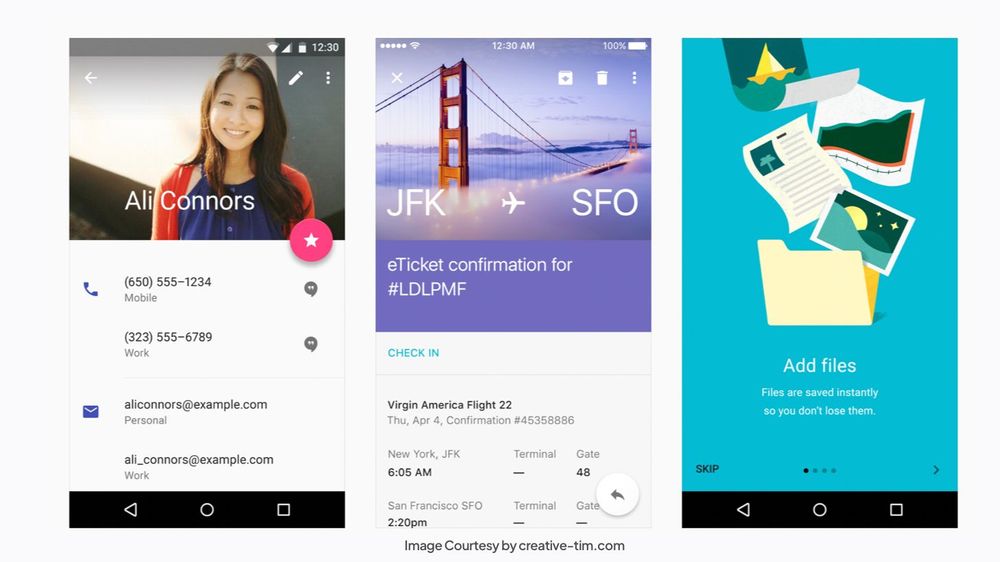 12:30
Ali Connors
(650) 555–1234
Mobile
(323) 555–6789
Work
aliconnors@example.com
Personal
ali_connors@example.com
Work
12:30 AM 100%
JFK SFO
eTicket confirmation for
#LDLPMF
CHECK IN
Virgin America Flight 22
Thu, Apr 4, Confirmation #45358886
New York, JFK Terminal Gate
6:05 AM — 48
San Francisco SFO Terminal Gate
2:20pm — —
Add files
Files are saved instantly
so you don't lose them.
SKIP
Image Courtesy by creative-tim.com